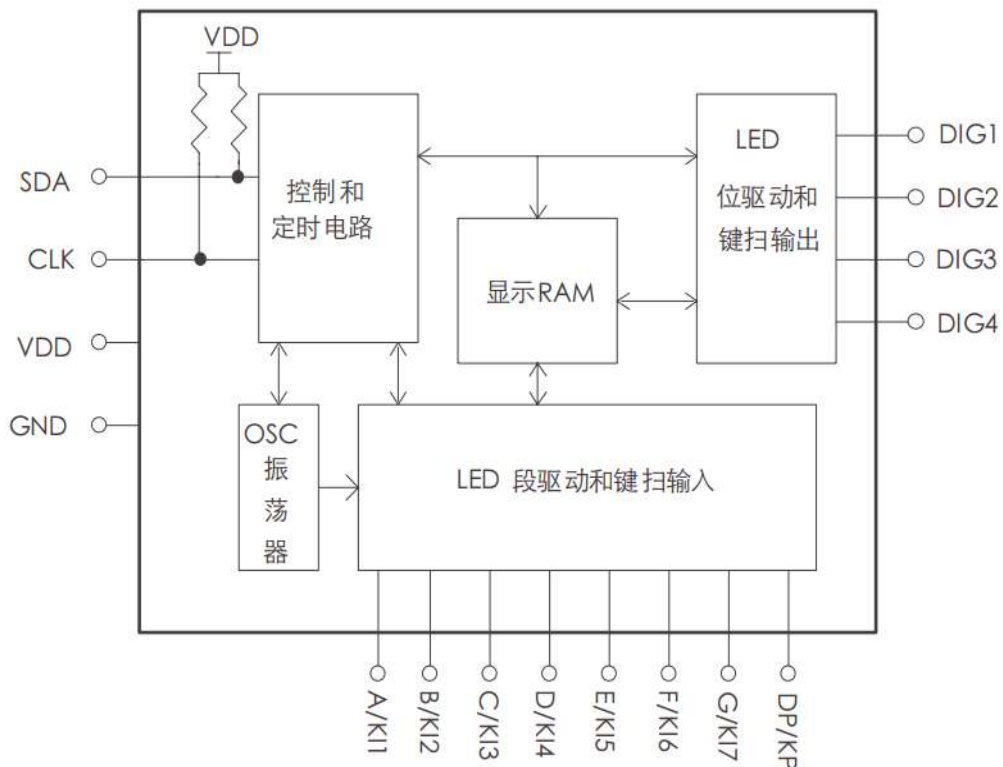 VDD
SDA
CLK
VDD
GND
控制和
定时电路
LED
位驱动和
键扫输出
DIG1
DIG2
DIG3
DIG4
显示RAM
OSC
振
荡
器
LED 段驱动和键扫输入
A/KI1
B/KI2
C/KI3
D/KI4
E/KI5
F/KI6
G/KI7
DP/KP